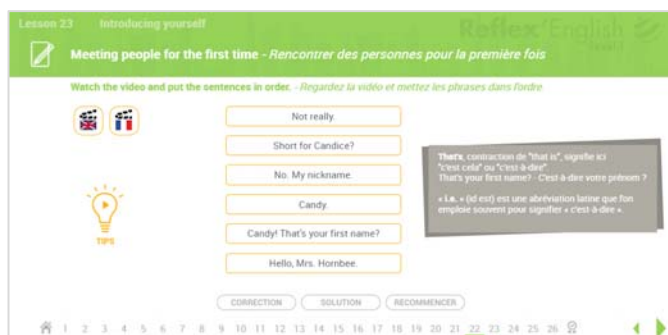 Lesson 23 Introducing yourself
Reflex'English
Meeting people for the first time - Rencontrer des personnes pour la première fois
Watch the video and put the sentences in order. - Regardez la vidéo et mettez les phrases dans l'ordre
Not really.
Short for Candice?
No. My nickname.
Candy.
Candy! That's your first name?
Hello, Mrs. Hornbee.
TIPS
That's, contraction de "that is", signifie ici
"c'est cela" ou "c'est-à-dire".
That's your first name? - C'est-à-dire votre prénom ?
« i.e. » (id est) est une abréviation latine que l'on
emploie souvent pour signifier « c'est-à-dire ».
CORRECTION SOLUTION RECOMMENCER
1 2 3 4 5 6 7 8 9 10 11 12 13 14 15 16 17 18 19 20 21 22 23 24 25 26